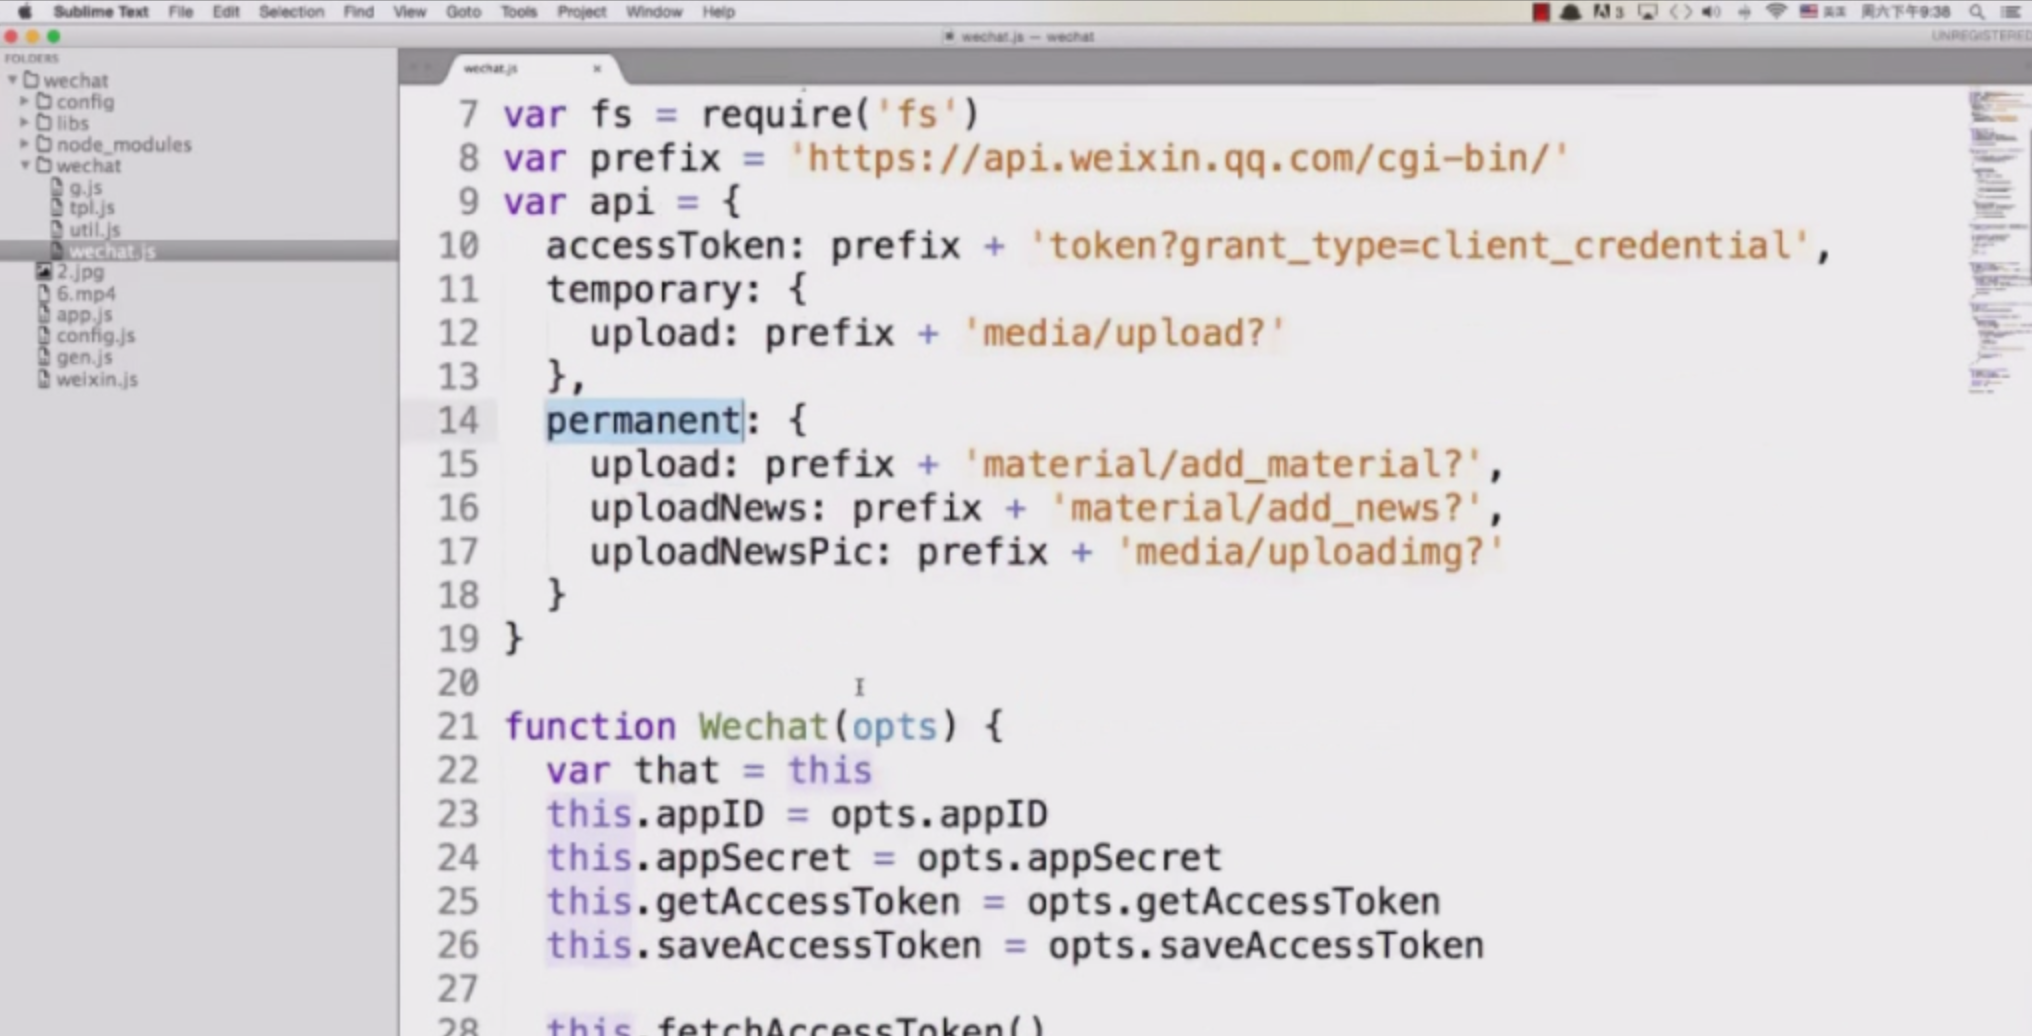 Sublime Text File Edit Selection Find View Goto Tools Project Window Help
3 英文 周六下午9:38
wechat.js — wechat
UNREGISTERED
FOLDERS
wechat
config
libs
node_modules
wechat
g.js
tpl.js
util.js
wechat.js
2.jpg
6.mp4
app.js
config.js
gen.js
weixin.js
wechat.js ×
7 var fs = require('fs')
8 var prefix = 'https://api.weixin.qq.com/cgi-bin/'
9 var api = {
10 accessToken: prefix + 'token?grant_type=client_credential',
11 temporary: {
12 upload: prefix + 'media/upload?'
13 },
14 permanent: {
15 upload: prefix + 'material/add_material?',
16 uploadNews: prefix + 'material/add_news?',
17 uploadNewsPic: prefix + 'media/uploadimg?'
18 }
19 }
20
21 function Wechat(opts) {
22 var that = this
23 this.appID = opts.appID
24 this.appSecret = opts.appSecret
25 this.getAccessToken = opts.getAccessToken
26 this.saveAccessToken = opts.saveAccessToken
27
28 this.fetchAccessToken()